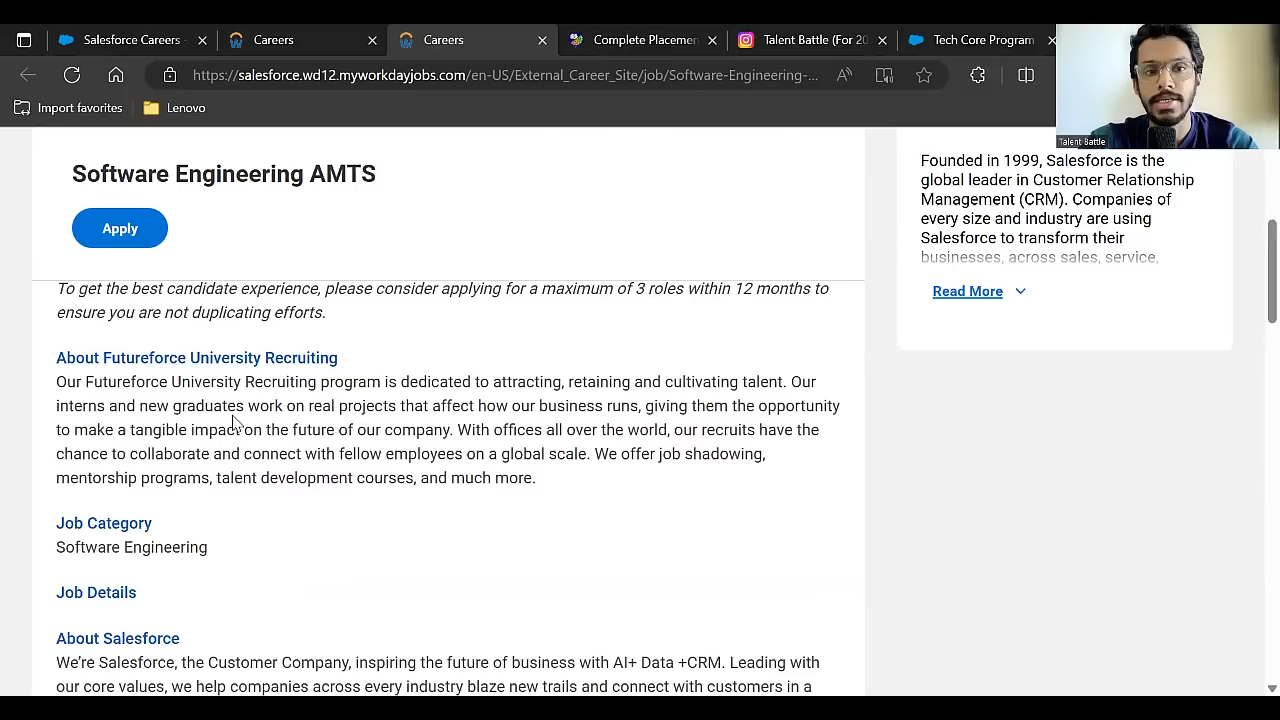 Salesforce Careers -
Careers
Careers
Complete Placemen
Talent Battle (For 20
Tech Core Program
https://salesforce.wd12.myworkdayjobs.com/en-US/External_Career_Site/job/Software-Engineering-...
Import favorites
Lenovo
Talent Battle
Software Engineering AMTS
Apply
To get the best candidate experience, please consider applying for a maximum of 3 roles within 12 months to
ensure you are not duplicating efforts.
About Futureforce University Recruiting
Our Futureforce University Recruiting program is dedicated to attracting, retaining and cultivating talent. Our
interns and new graduates work on real projects that affect how our business runs, giving them the opportunity
to make a tangible impact on the future of our company. With offices all over the world, our recruits have the
chance to collaborate and connect with fellow employees on a global scale. We offer job shadowing,
mentorship programs, talent development courses, and much more.
Job Category
Software Engineering
Job Details
About Salesforce
We're Salesforce, the Customer Company, inspiring the future of business with AI+ Data +CRM. Leading with
our core values, we help companies across every industry blaze new trails and connect with customers in a
Founded in 1999, Salesforce is the
global leader in Customer Relationship
Management (CRM). Companies of
every size and industry are using
Salesforce to transform their
businesses, across sales, service,
Read More